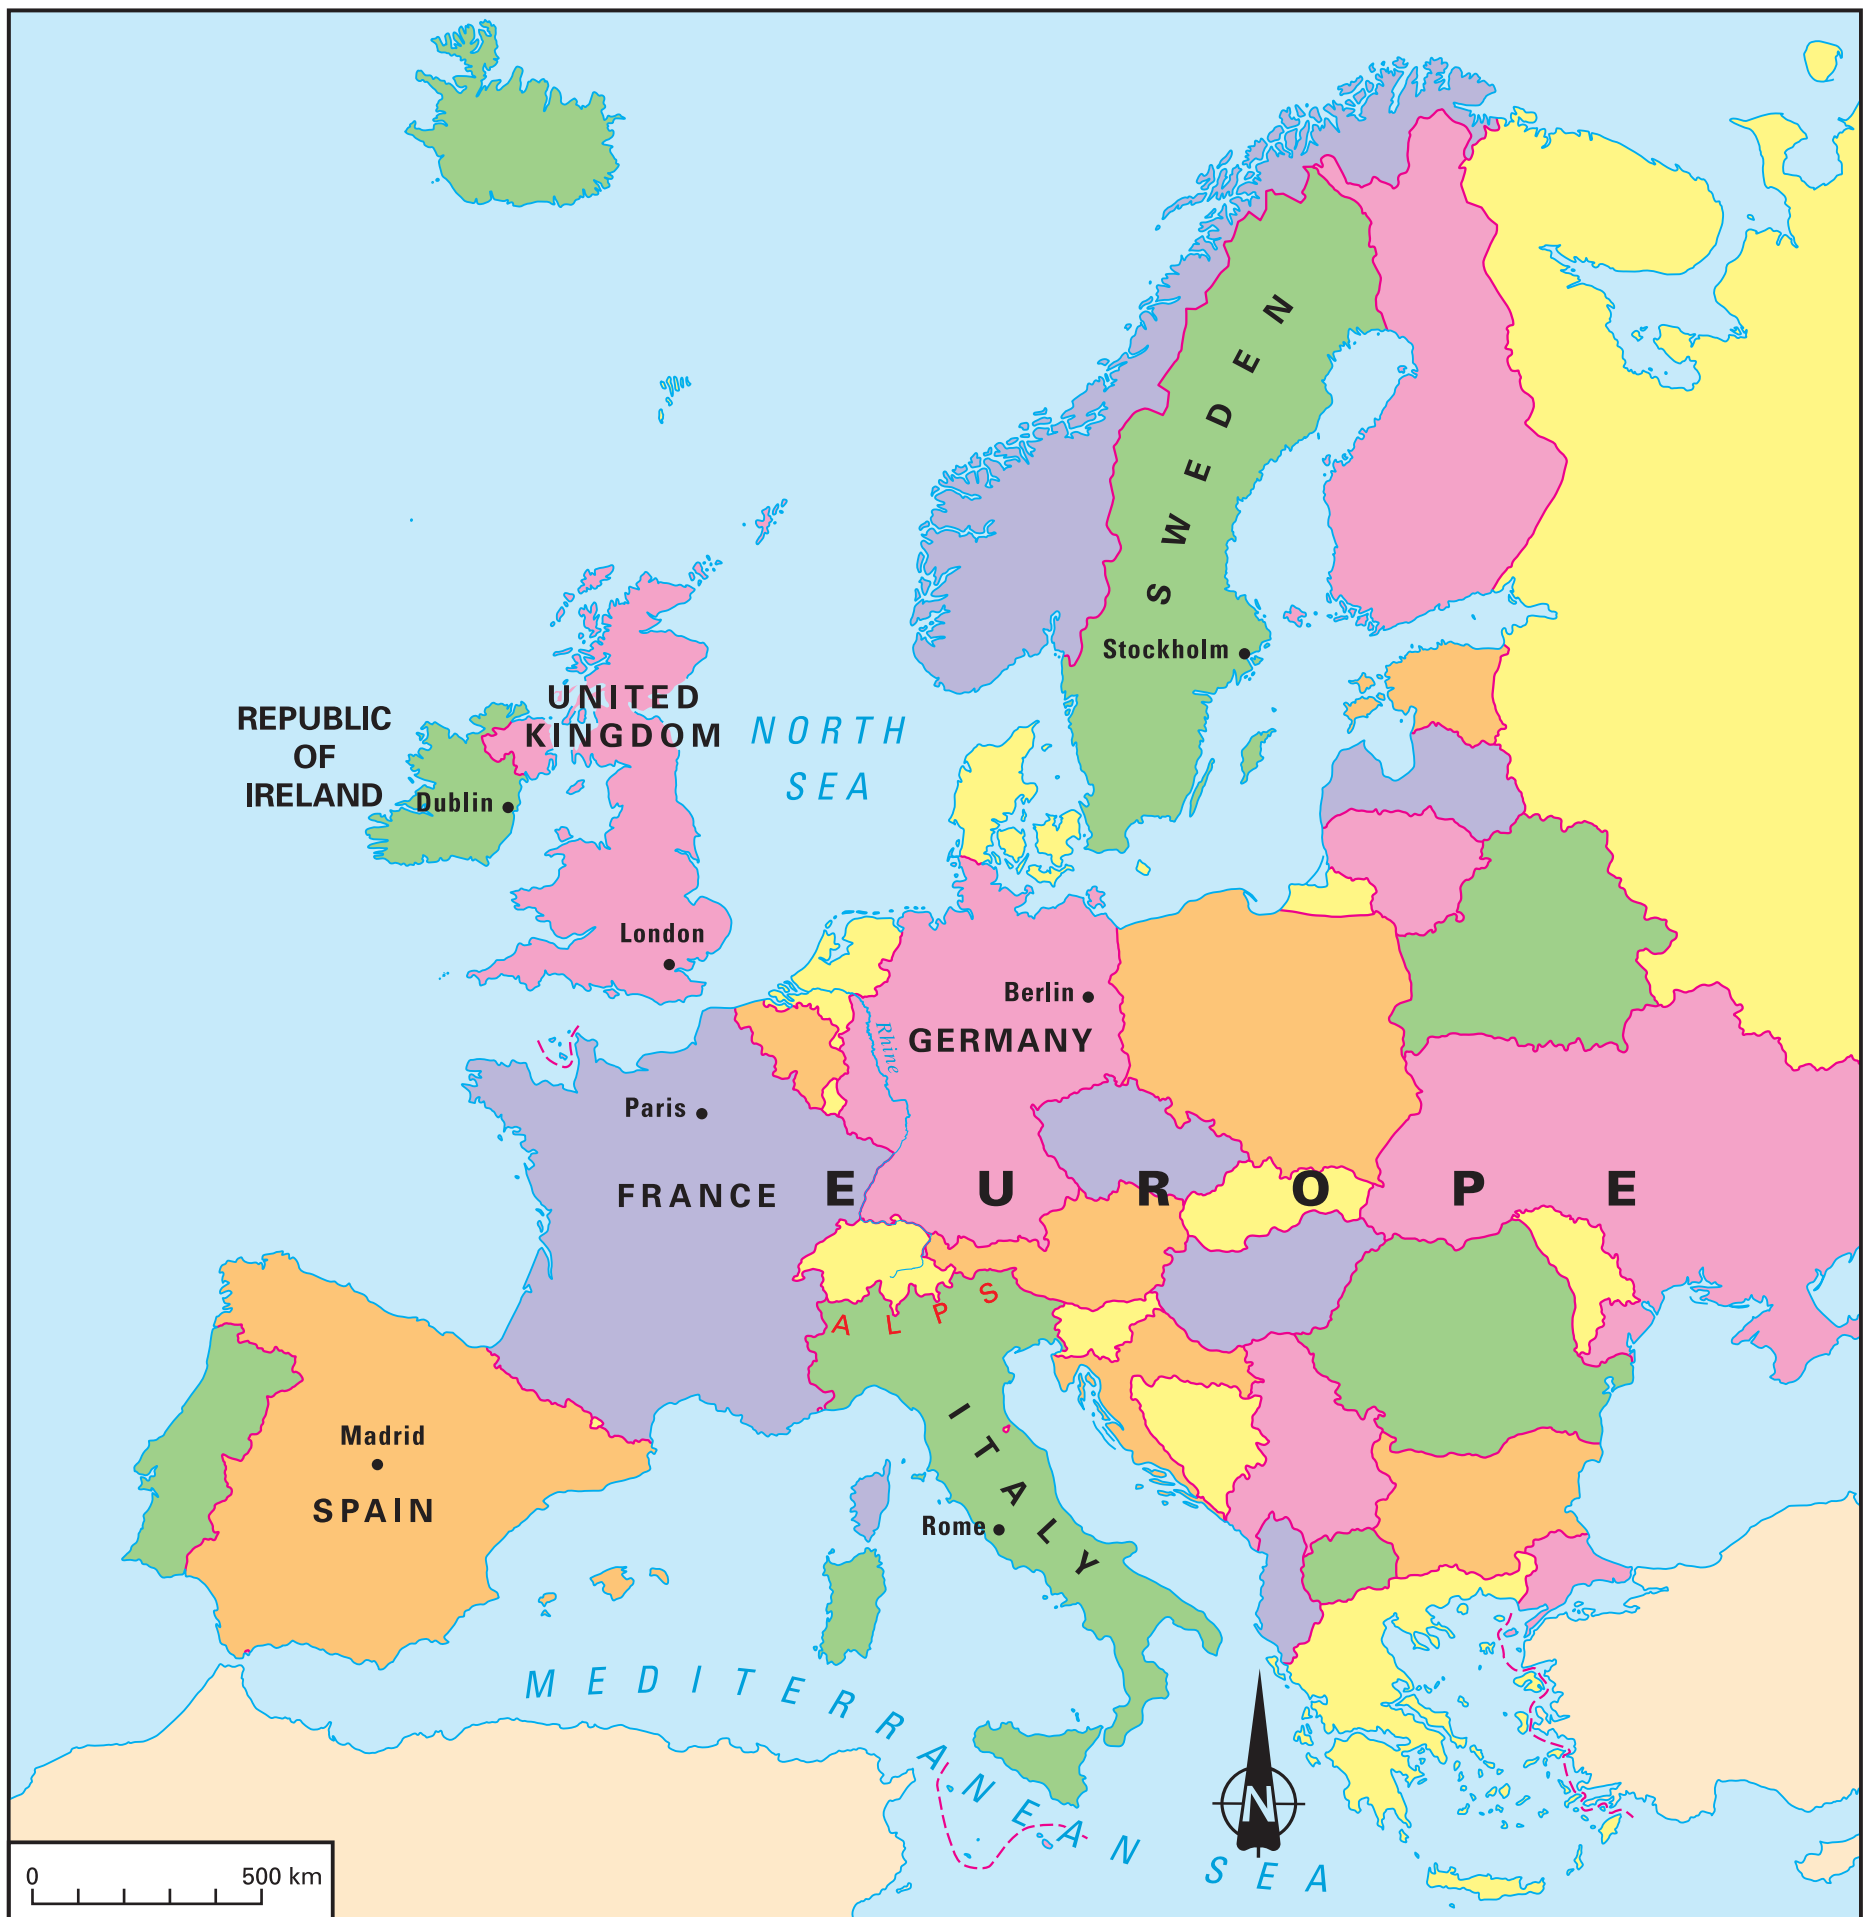 SWEDEN
Stockholm
UNITED
KINGDOM
REPUBLIC
OF
IRELAND
NORTH
SEA
Dublin
London
Berlin
GERMANY
Rhine
Paris
FRANCE
EUROPE
ALPS
ITALY
Madrid
SPAIN
Rome
MEDITERRANEAN SEA
N
0 500 km